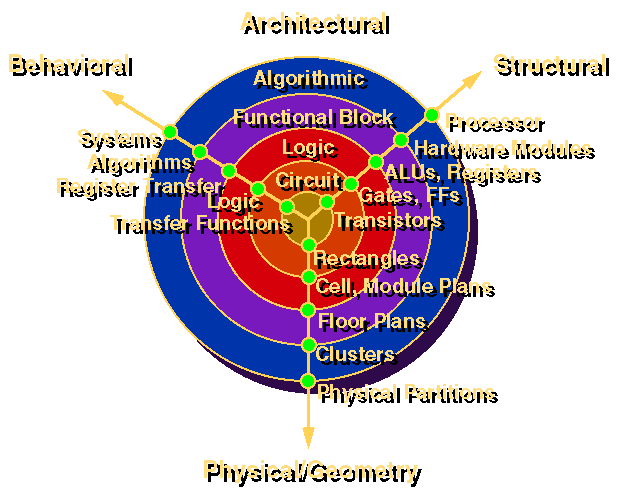 Architectural
Behavioral
Structural
Algorithmic
Functional Block
Logic
Circuit
Systems
Algorithms
Register Transfer
Logic
Transfer Functions
Processor
Hardware Modules
ALUs, Registers
Gates, FFs
Transistors
Rectangles
Cell, Module Plans
Floor Plans
Clusters
Physical Partitions
Physical/Geometry